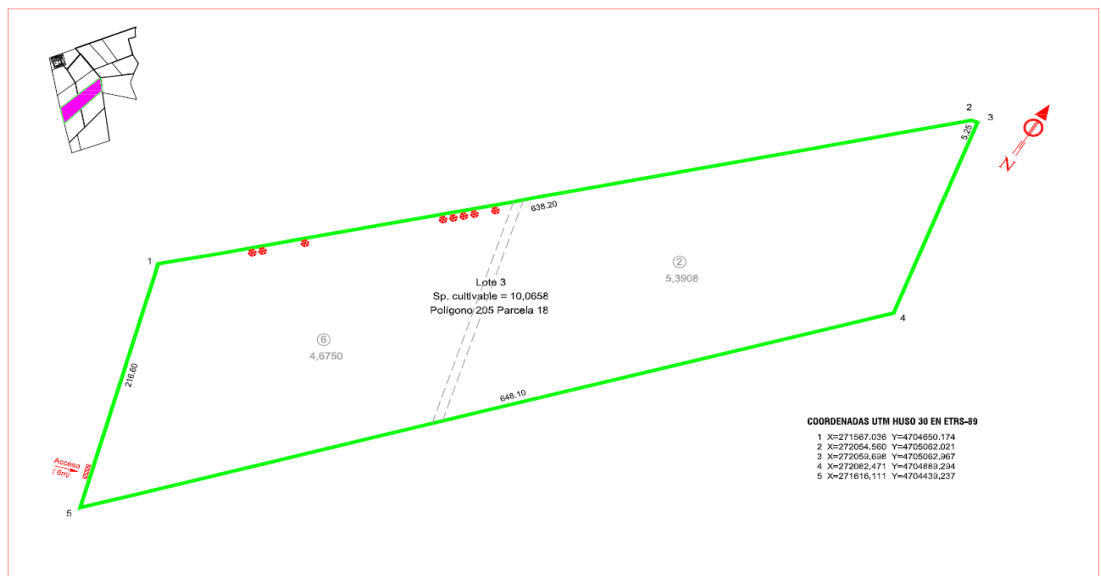 2
3
5.25
N
638.20
1
②
5,3908
Lote 3
Sp. cultivable = 10,0658
Polígono 205 Parcela 18
⑥
4,6750
4
216.60
648.10
COORDENADAS UTM HUSO 30 EN ETRS-89
1 X=271567,036 Y=4704650,174
2 X=272054,560 Y=4705062,021
3 X=272059,698 Y=4705062,967
4 X=272082,471 Y=4704889,294
5 X=271616,111 Y=4704439,237
Acceso
( 6m)
5